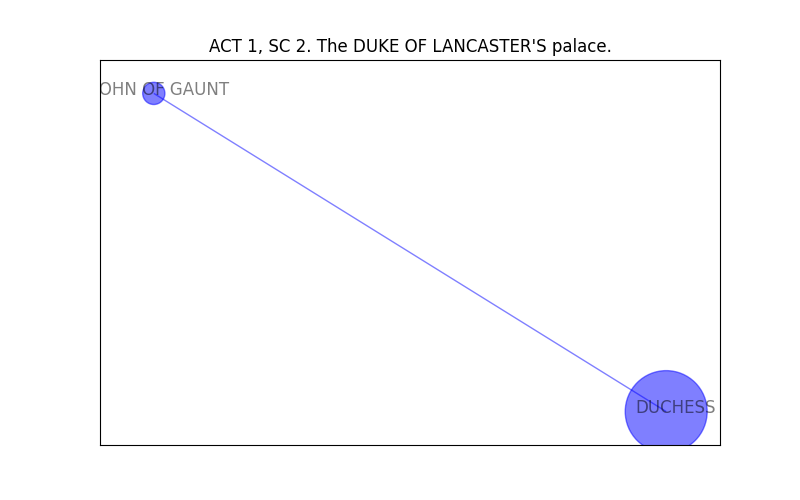 ACT 1, SC 2. The DUKE OF LANCASTER'S palace.
OHN OF GAUNT
DUCHESS